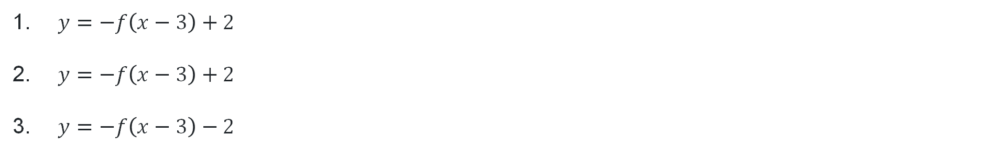 1. y = −f(x − 3) + 2
2. y = −f(x − 3) + 2
3. y = −f(x − 3) − 2